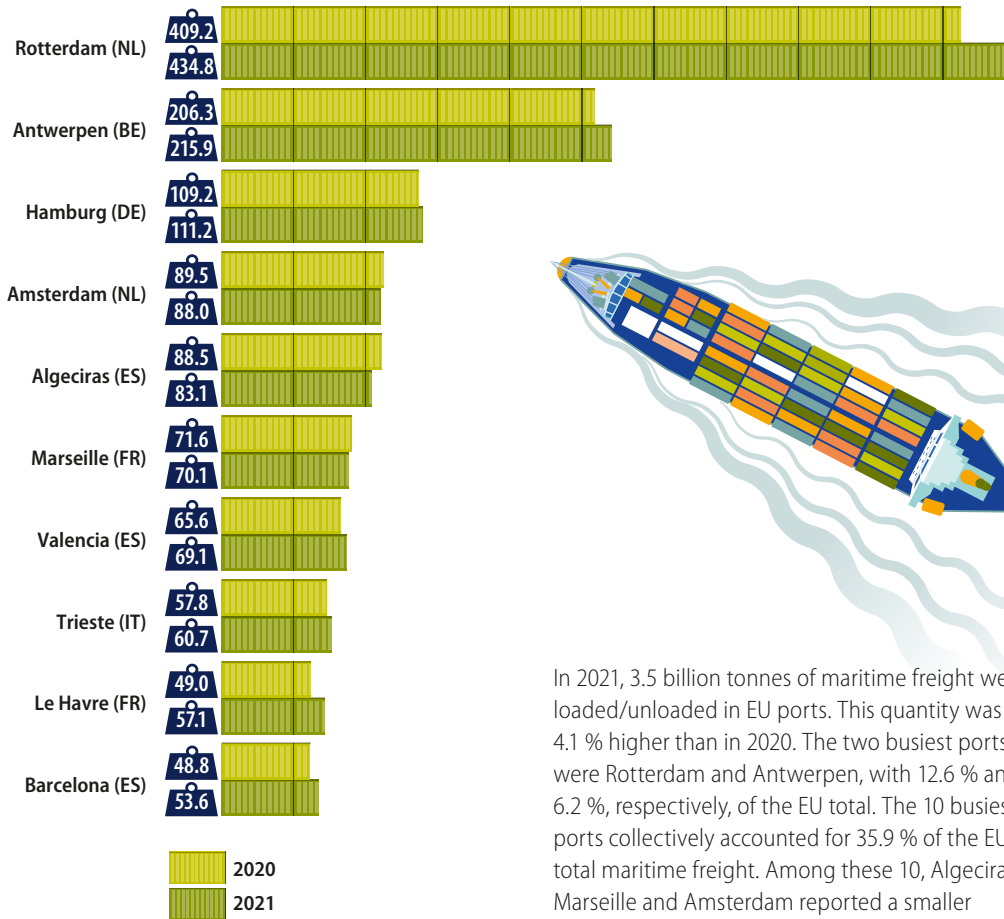 Rotterdam (NL) 409.2
434.8
Antwerpen (BE) 206.3
215.9
Hamburg (DE) 109.2
111.2
Amsterdam (NL) 89.5
88.0
Algeciras (ES) 88.5
83.1
Marseille (FR) 71.6
70.1
Valencia (ES) 65.6
69.1
Trieste (IT) 57.8
60.7
Le Havre (FR) 49.0
57.1
Barcelona (ES) 48.8
53.6
2020
2021
In 2021, 3.5 billion tonnes of maritime freight
loaded/unloaded in EU ports. This quantity was
4.1 % higher than in 2020. The two busiest ports
were Rotterdam and Antwerpen, with 12.6 %
6.2 %, respectively, of the EU total. The 10
ports collectively accounted for 35.9 % of the EU
total maritime freight. Among these 10,
Marseille and Amsterdam reported a smaller